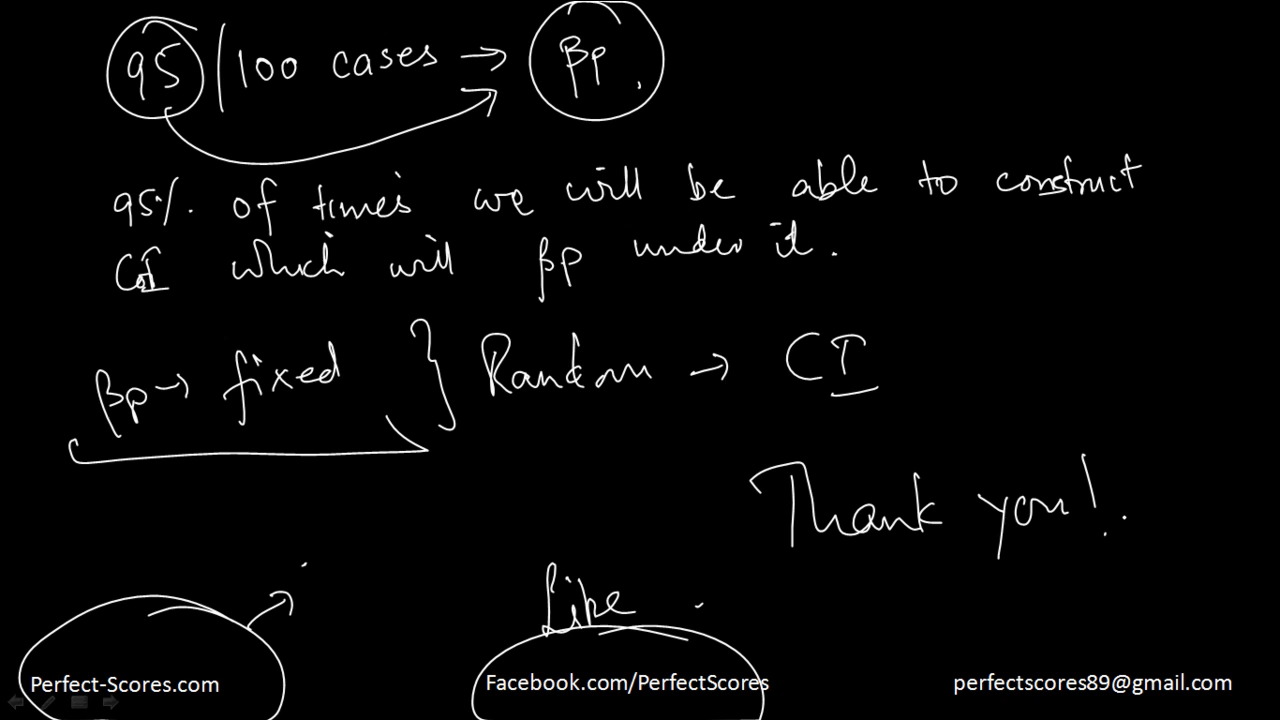 95 | 100 cases → βp.
95%. of times we will be able to construct
CI which will βp under it.
βp → fixed } Random → CI
Thank you!.
Like
Perfect-Scores.com
Facebook.com/PerfectScores
perfectscores89@gmail.com